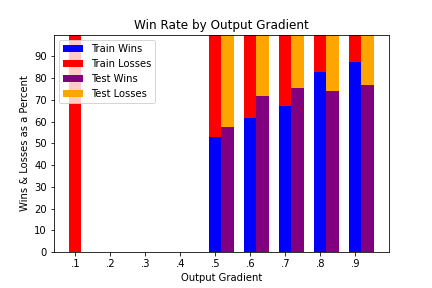 Win Rate by Output Gradient
Train Wins
Train Losses
Test Wins
Test Losses
Wins & Losses as a Percent
90
80
70
60
50
40
30
20
10
0
.1 .2 .3 .4 .5 .6 .7 .8 .9
Output Gradient